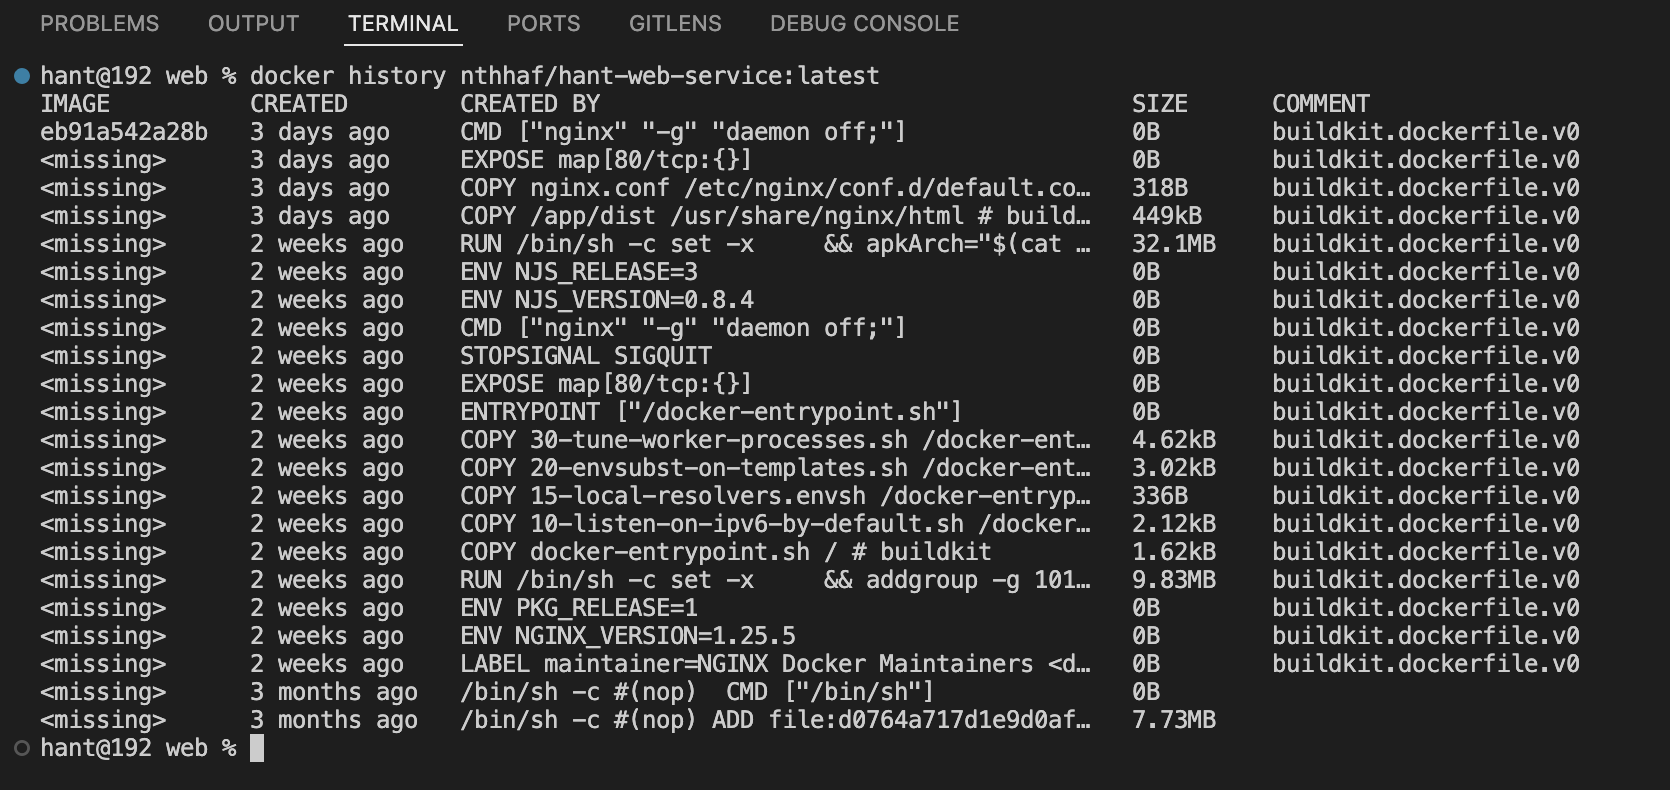 PROBLEMS OUTPUT TERMINAL PORTS GITLENS DEBUG CONSOLE
hant@192 web % docker history nthhaf/hant-web-service:latest
IMAGE CREATED CREATED BY SIZE COMMENT
eb91a542a28b 3 days ago CMD ["nginx" "-g" "daemon off;"] 0B buildkit.dockerfile.v0
<missing> 3 days ago EXPOSE map[80/tcp:{}] 0B buildkit.dockerfile.v0
<missing> 3 days ago COPY nginx.conf /etc/nginx/conf.d/default.co… 318B buildkit.dockerfile.v0
<missing> 3 days ago COPY /app/dist /usr/share/nginx/html # build… 449kB buildkit.dockerfile.v0
<missing> 2 weeks ago RUN /bin/sh -c set -x && apkArch="$(cat … 32.1MB buildkit.dockerfile.v0
<missing> 2 weeks ago ENV NJS_RELEASE=3 0B buildkit.dockerfile.v0
<missing> 2 weeks ago ENV NJS_VERSION=0.8.4 0B buildkit.dockerfile.v0
<missing> 2 weeks ago CMD ["nginx" "-g" "daemon off;"] 0B buildkit.dockerfile.v0
<missing> 2 weeks ago STOPSIGNAL SIGQUIT 0B buildkit.dockerfile.v0
<missing> 2 weeks ago EXPOSE map[80/tcp:{}] 0B buildkit.dockerfile.v0
<missing> 2 weeks ago ENTRYPOINT ["/docker-entrypoint.sh"] 0B buildkit.dockerfile.v0
<missing> 2 weeks ago COPY 30-tune-worker-processes.sh /docker-ent… 4.62kB buildkit.dockerfile.v0
<missing> 2 weeks ago COPY 20-envsubst-on-templates.sh /docker-ent… 3.02kB buildkit.dockerfile.v0
<missing> 2 weeks ago COPY 15-local-resolvers.envsh /docker-entryp… 336B buildkit.dockerfile.v0
<missing> 2 weeks ago COPY 10-listen-on-ipv6-by-default.sh /docker… 2.12kB buildkit.dockerfile.v0
<missing> 2 weeks ago COPY docker-entrypoint.sh / # buildkit 1.62kB buildkit.dockerfile.v0
<missing> 2 weeks ago RUN /bin/sh -c set -x && addgroup -g 101… 9.83MB buildkit.dockerfile.v0
<missing> 2 weeks ago ENV PKG_RELEASE=1 0B buildkit.dockerfile.v0
<missing> 2 weeks ago ENV NGINX_VERSION=1.25.5 0B buildkit.dockerfile.v0
<missing> 2 weeks ago LABEL maintainer=NGINX Docker Maintainers <d… 0B buildkit.dockerfile.v0
<missing> 3 months ago /bin/sh -c #(nop) CMD ["/bin/sh"] 0B
<missing> 3 months ago /bin/sh -c #(nop) ADD file:d0764a717d1e9d0af… 7.73MB
hant@192 web %